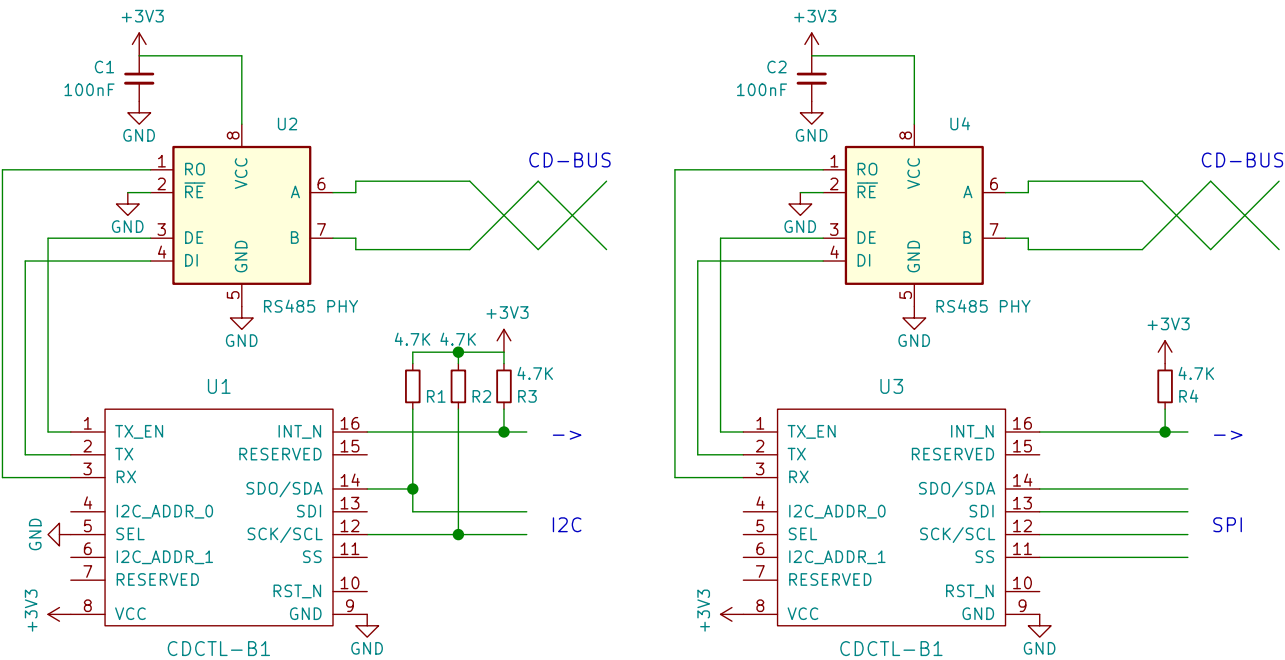 +3V3
C1
100nF
GND
U2
8
VCC
1
RO
2
RE
GND
3
DE
4
DI
A
6
B
7
GND
5
RS485 PHY
GND
CD-BUS
+3V3
4.7K
4.7K
4.7K
R1
R2
R3
U1
1
TX_EN
2
TX
3
RX
4
I2C_ADDR_0
GND
5
SEL
6
I2C_ADDR_1
7
RESERVED
+3V3
8
VCC
INT_N
16
->
RESERVED
15
SDO/SDA
14
SDI
13
I2C
SCK/SCL
12
SS
11
RST_N
10
GND
9
GND
CDCTL-B1
+3V3
C2
100nF
GND
U4
8
VCC
1
RO
2
RE
GND
3
DE
4
DI
A
6
B
7
GND
5
RS485 PHY
GND
CD-BUS
+3V3
4.7K
R4
U3
1
TX_EN
2
TX
3
RX
4
I2C_ADDR_0
5
SEL
6
I2C_ADDR_1
7
RESERVED
+3V3
8
VCC
INT_N
16
->
RESERVED
15
SDO/SDA
14
SDI
13
SPI
SCK/SCL
12
SS
11
RST_N
10
GND
9
GND
CDCTL-B1